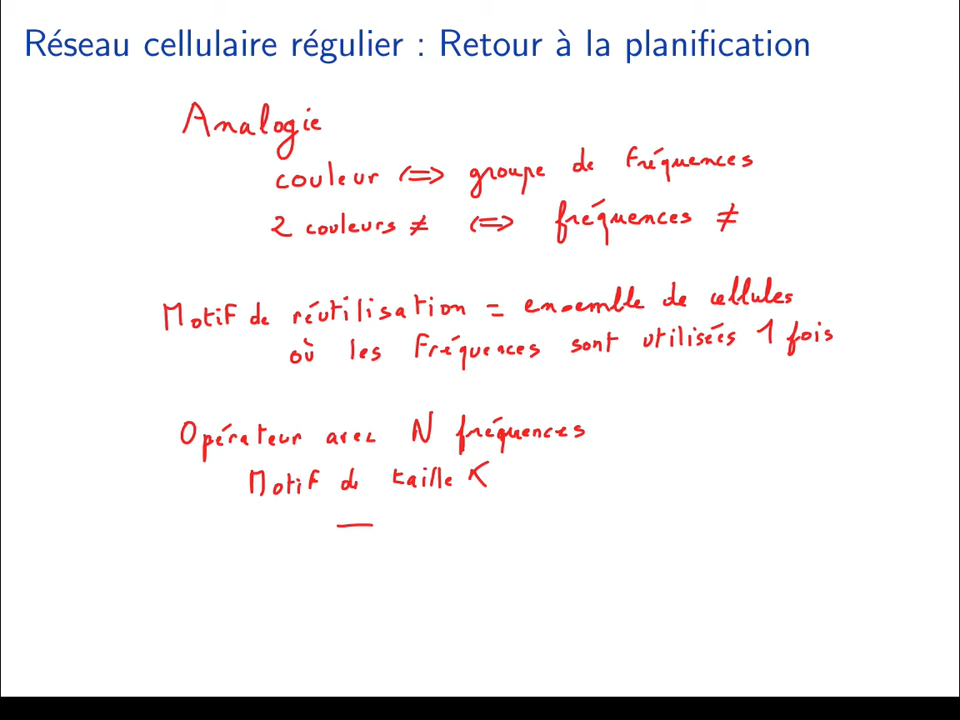 Réseau cellulaire régulier : Retour à la planification
Analogie
couleur <=> groupe de fréquences
2 couleurs ≠ <=> fréquences ≠
Motif de réutilisation = ensemble de cellules
où les fréquences sont utilisées 1 fois
Opérateur avec N fréquences
Motif de taille K